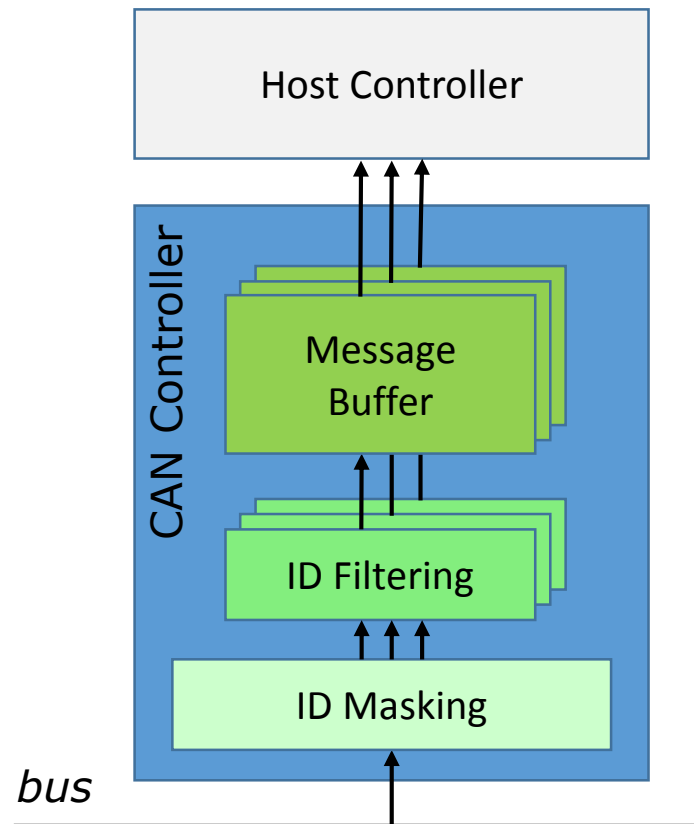 Host Controller
CAN Controller
Message
Buffer
ID Filtering
ID Masking
bus